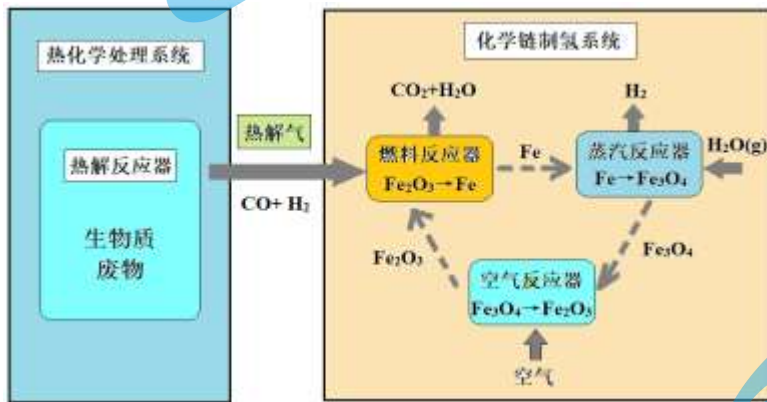 热化学处理系统
热解反应器
生物质
废物
热解气
CO+ H₂
化学链制氢系统
CO₂+H₂O
H₂
燃料反应器
Fe₂O₃→Fe
Fe
蒸汽反应器
Fe→Fe₃O₄
H₂O(g)
Fe₂O₃
Fe₃O₄
空气反应器
Fe₃O₄→Fe₂O₃
空气